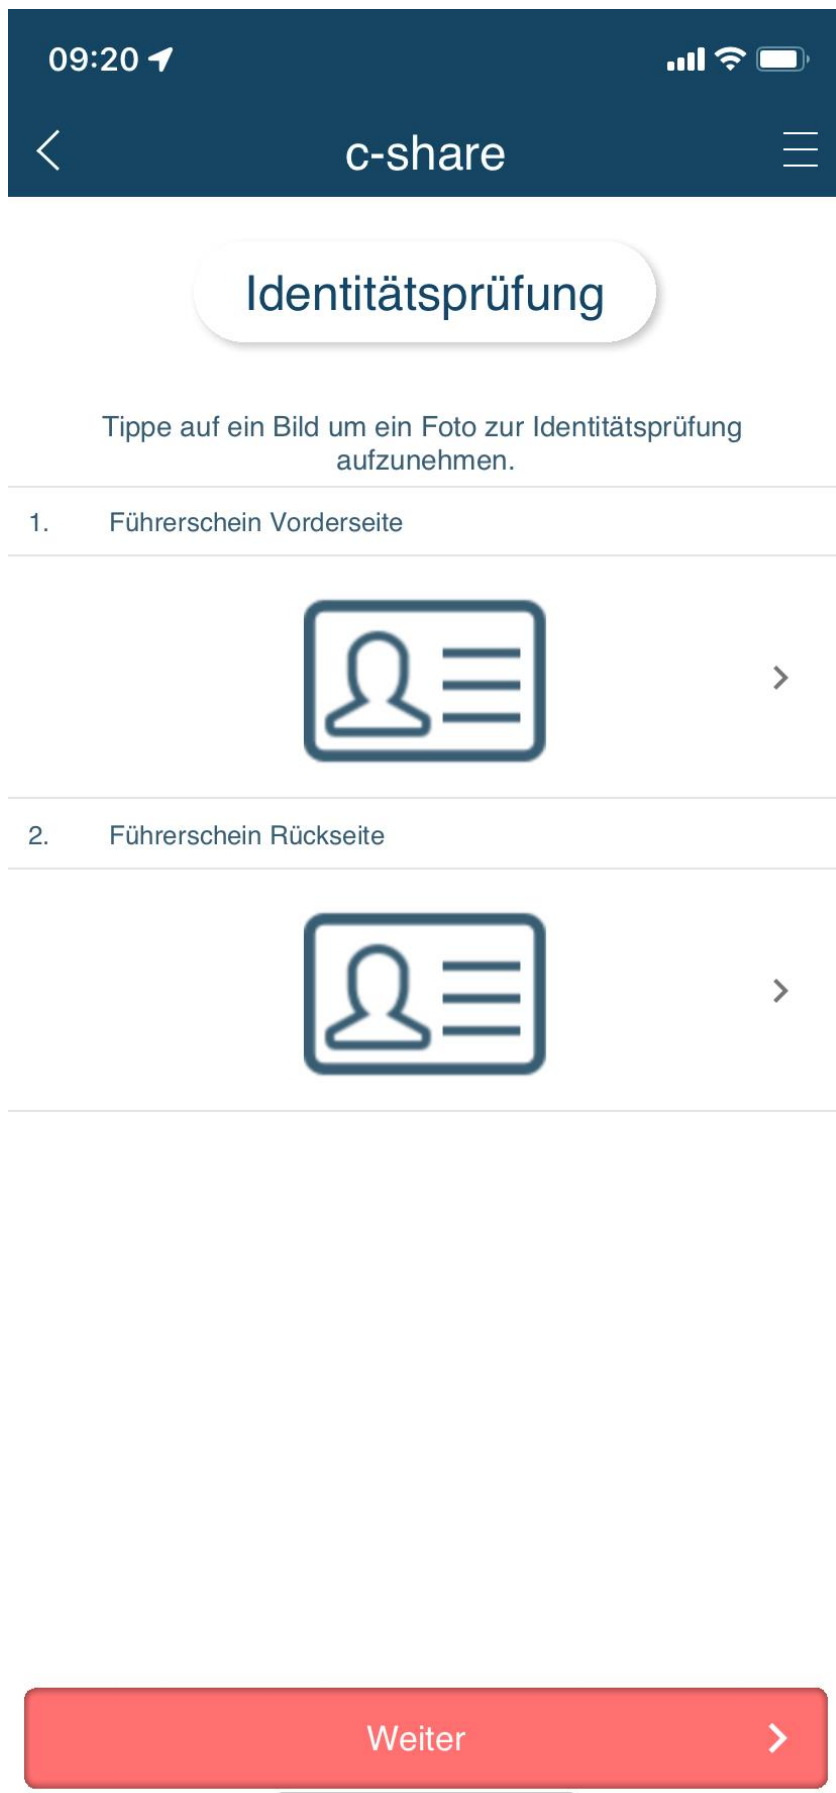 09:20
c-share
Identitätsprüfung
Tippe auf ein Bild um ein Foto zur Identitätsprüfung
aufzunehmen.
1. Führerschein Vorderseite
2. Führerschein Rückseite
Weiter